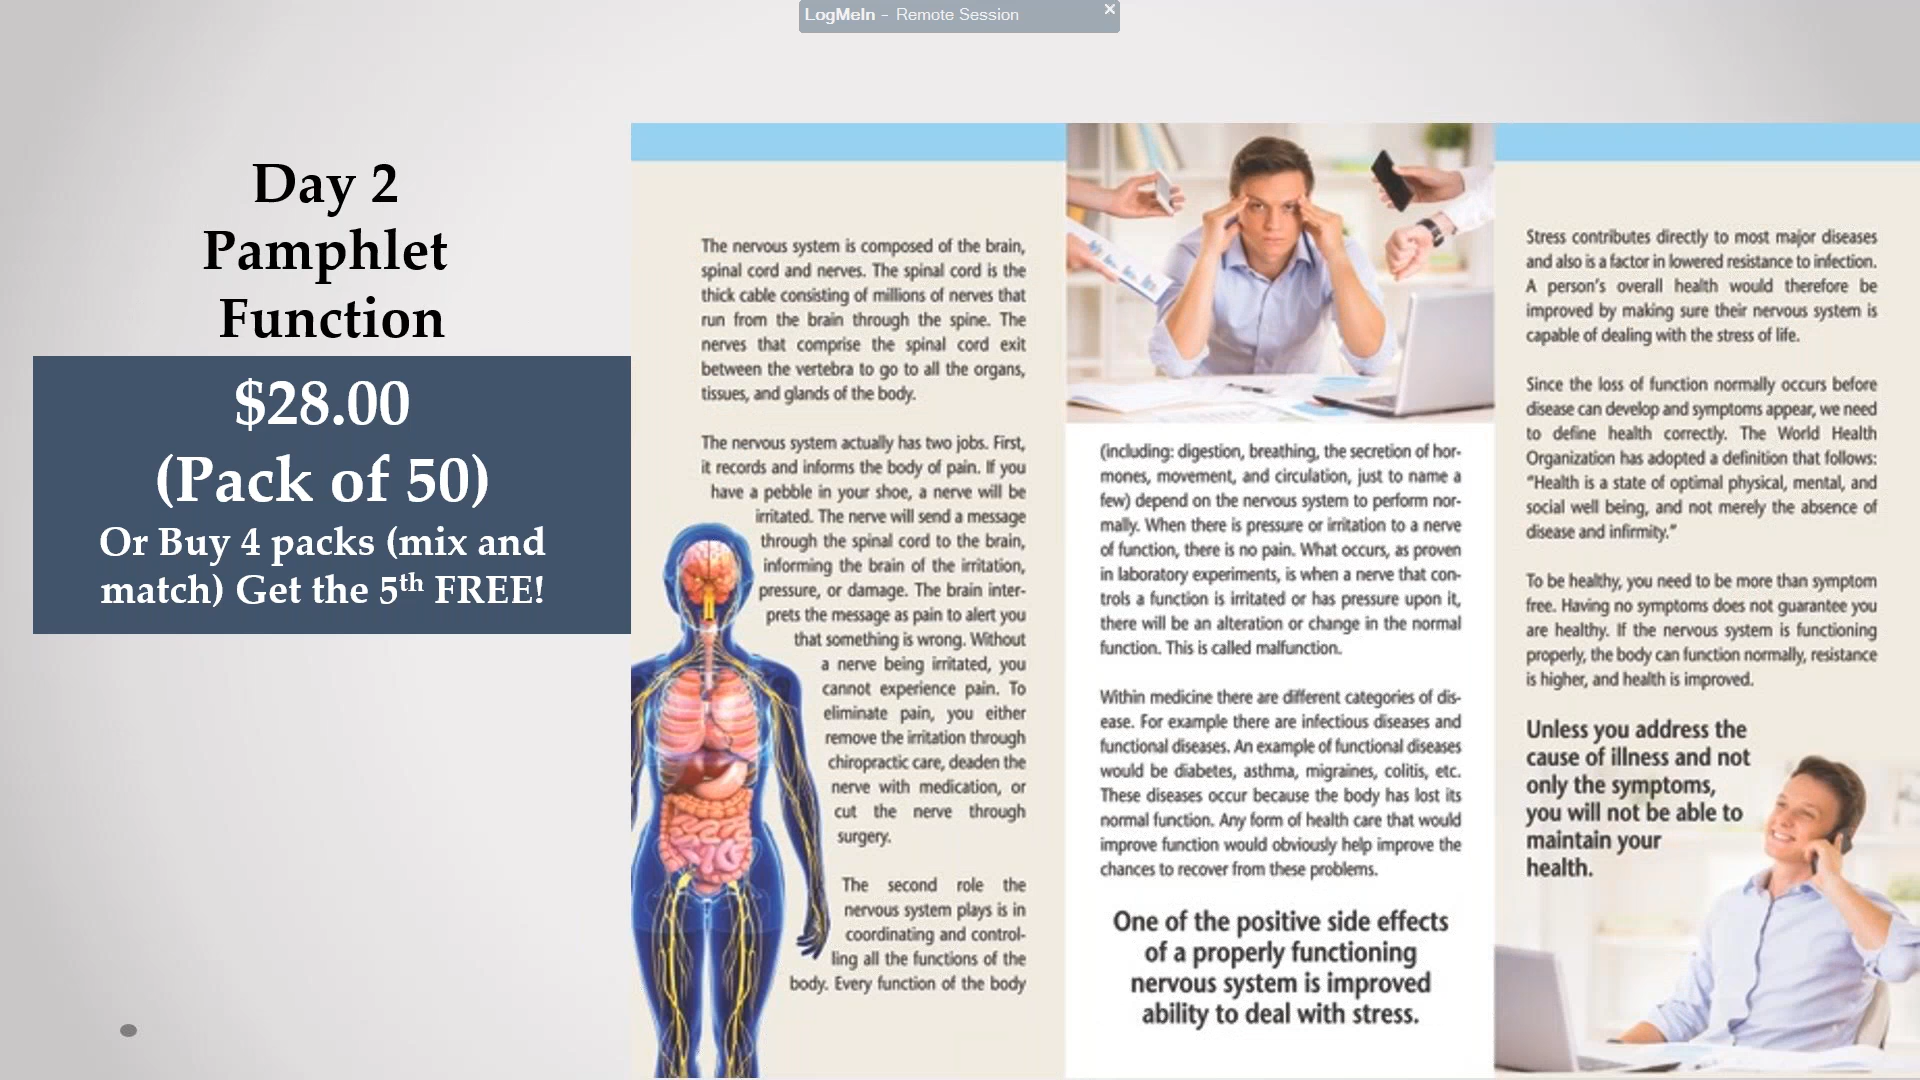 LogMeIn - Remote Session
Day 2
Pamphlet
Function
$28.00
(Pack of 50)
Or Buy 4 packs (mix and
match) Get the 5th FREE!
The nervous system is composed of the brain,
spinal cord and nerves. The spinal cord is the
thick cable consisting of millions of nerves that
run from the brain through the spine. The
nerves that comprise the spinal cord exit
between the vertebra to go to all the organs,
tissues, and glands of the body.
The nervous system actually has two jobs. First,
it records and informs the body of pain. If you
have a pebble in your shoe, a nerve will be
irritated. The nerve will send a message
through the spinal cord to the brain,
informing the brain of the irritation,
pressure, or damage. The brain inter-
prets the message as pain to alert you
that something is wrong. Without
a nerve being irritated, you
cannot experience pain. To
eliminate pain, you either
remove the irritation through
chiropractic care, deaden the
nerve with medication, or
cut the nerve through
surgery.
The second role the
nervous system plays is in
coordinating and control-
ling all the functions of the
body. Every function of the body
(including: digestion, breathing, the secretion of hor-
mones, movement, and circulation, just to name a
few) depend on the nervous system to perform nor-
mally. When there is pressure or irritation to a nerve
of function, there is no pain. What occurs, as proven
in laboratory experiments, is when a nerve that con-
trols a function is irritated or has pressure upon it,
there will be an alteration or change in the normal
function. This is called malfunction.
Within medicine there are different categories of dis-
ease. For example there are infectious diseases and
functional diseases. An example of functional diseases
would be diabetes, asthma, migraines, colitis, etc.
These diseases occur because the body has lost its
normal function. Any form of health care that would
improve function would obviously help improve the
chances to recover from these problems.
One of the positive side effects
of a properly functioning
nervous system is improved
ability to deal with stress.
Stress contributes directly to most major diseases
and also is a factor in lowered resistance to infection.
A person's overall health would therefore be
improved by making sure their nervous system is
capable of dealing with the stress of life.
Since the loss of function normally occurs before
disease can develop and symptoms appear, we need
to define health correctly. The World Health
Organization has adopted a definition that follows:
"Health is a state of optimal physical, mental, and
social well being, and not merely the absence of
disease and infirmity."
To be healthy, you need to be more than symptom
free. Having no symptoms does not guarantee you
are healthy. If the nervous system is functioning
properly, the body can function normally, resistance
is higher, and health is improved.
Unless you address the
cause of illness and not
only the symptoms,
you will not be able to
maintain your
health.